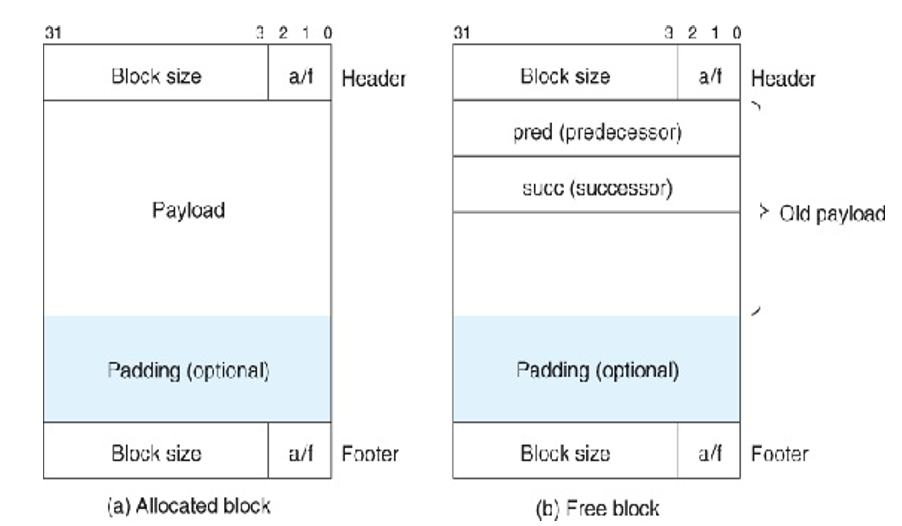 31 3 2 1 0
Block size a/f Header
Payload
Padding (optional)
Block size a/f Footer
(a) Allocated block
31 3 2 1 0
Block size a/f Header
pred (predecessor)
succ (successor)
Old payload
Padding (optional)
Block size a/f Footer
(b) Free block